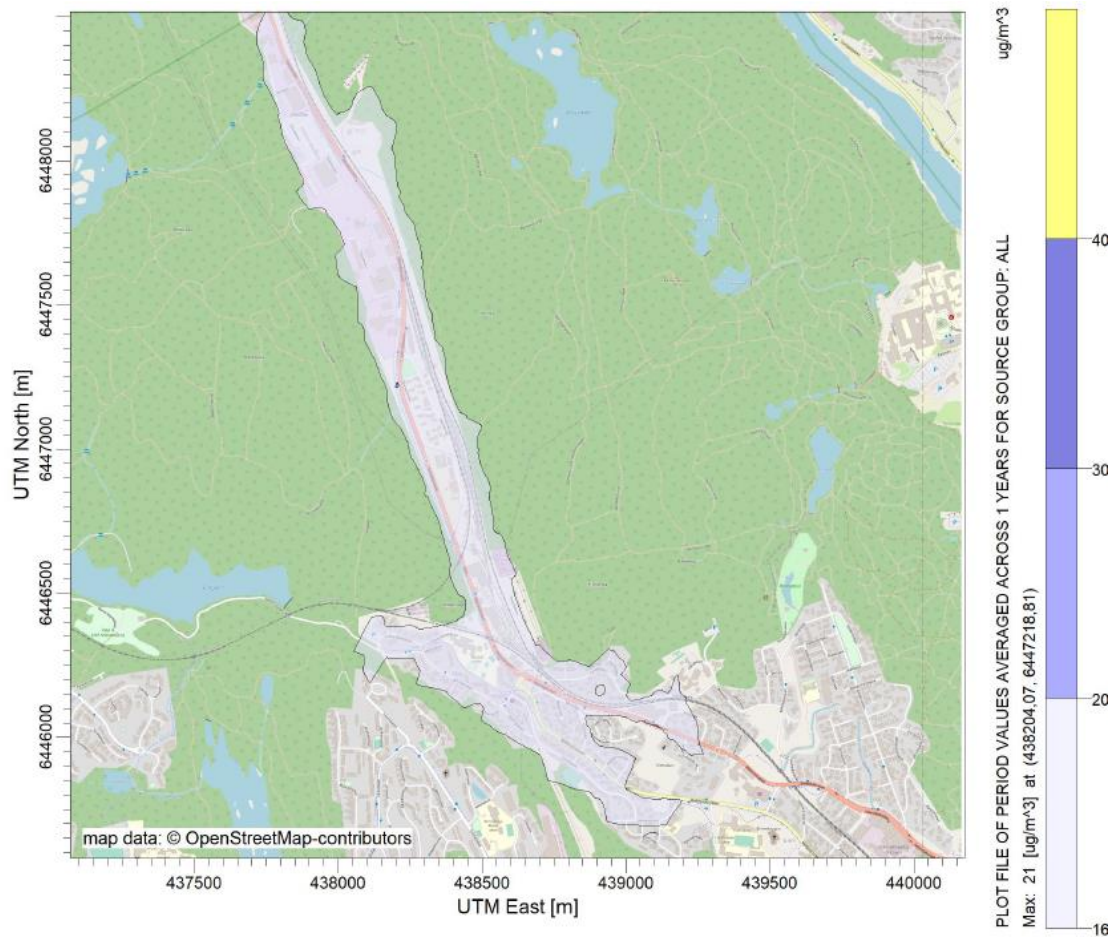 ug/m^3
PLOT FILE OF PERIOD VALUES AVERAGED ACROSS 1 YEARS FOR SOURCE GROUP: ALL
Max: 21 [ug/m^3] at (438204,07, 6447218,81)
40
30
20
16
UTM North [m]
6448000
6447500
6447000
6446500
6446000
map data: © OpenStreetMap-contributors
437500 438000 438500 439000 439500 440000
UTM East [m]